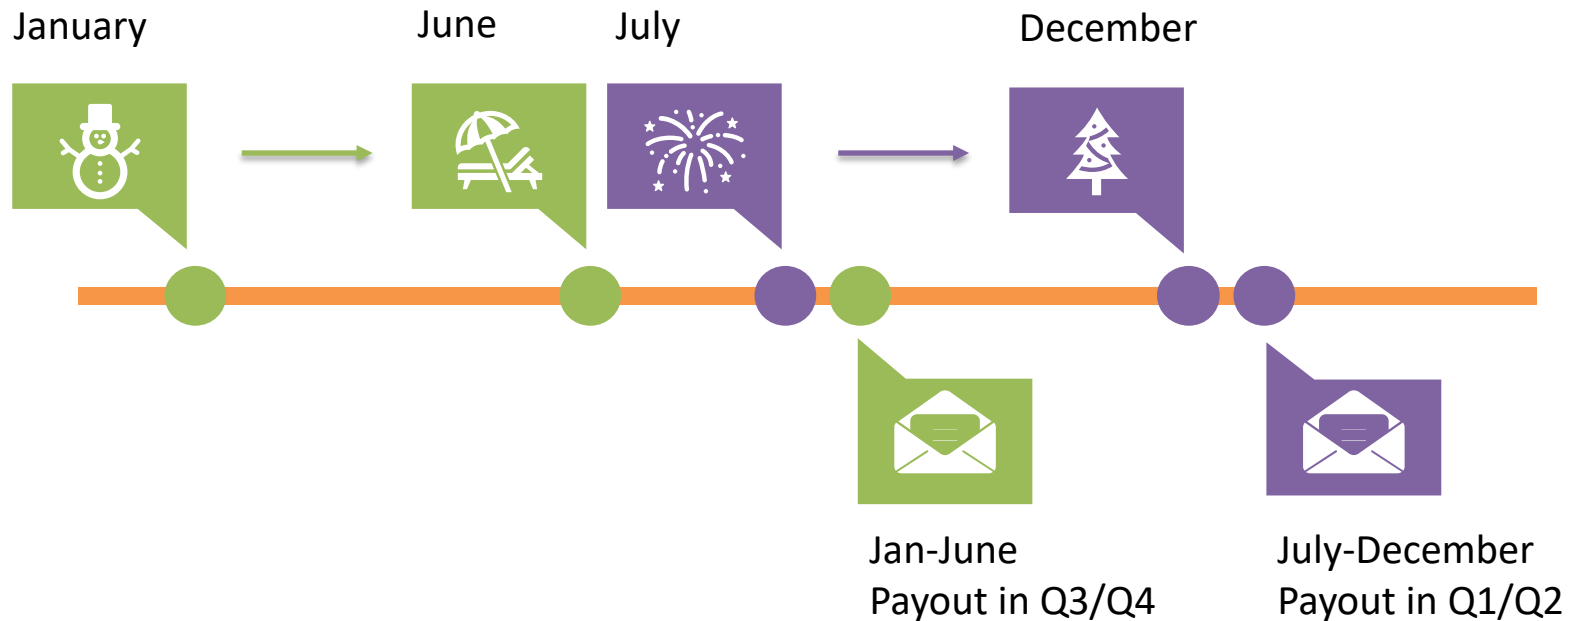 January
June
July
December
Jan-June
Payout in Q3/Q4
July-December
Payout in Q1/Q2